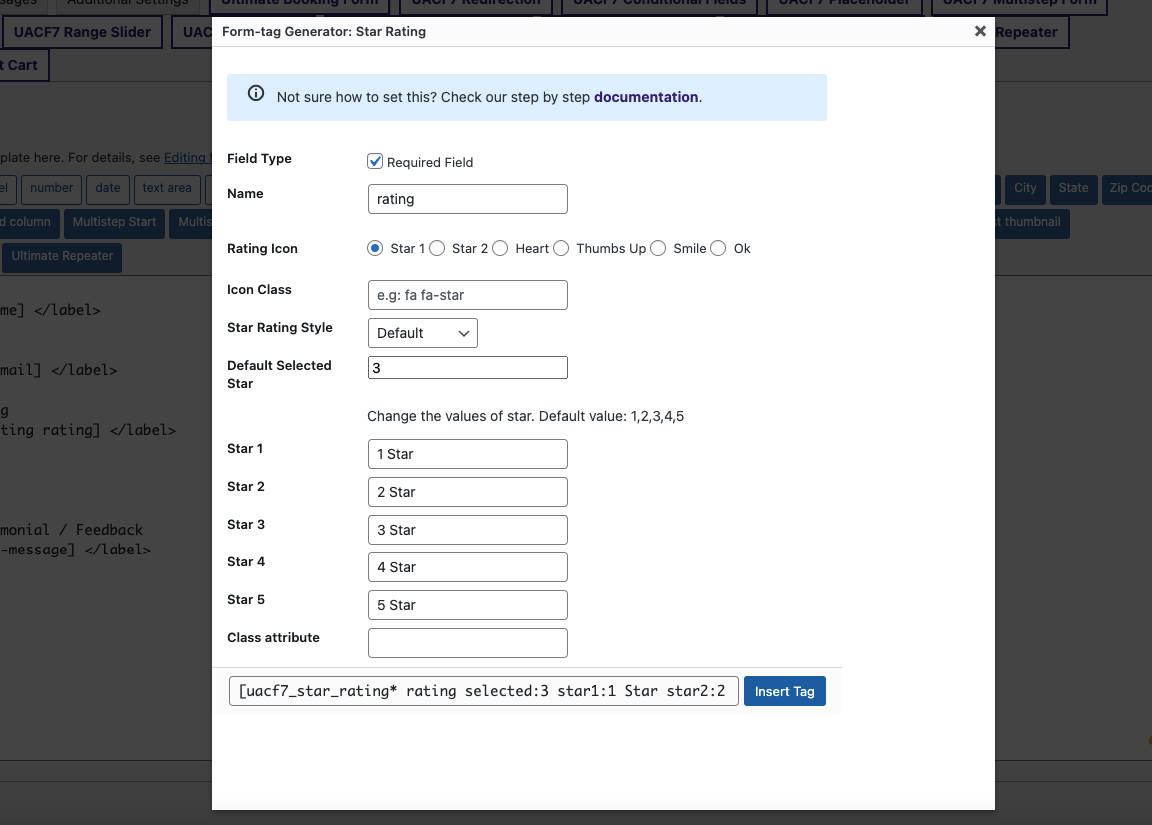 Additional Settings
Ultimate Booking Form
UACF7 Redirection
UACF7 Conditional Fields
UACF7 Placeholder
UACF7 Multistep Form
UACF7 Range Slider
UAC
Repeater
t Cart
Form-tag Generator: Star Rating
Not sure how to set this? Check our step by step documentation.
plate here. For details, see Editing
el number date text area
City State Zip Co
d column Multistep Start Multis
t thumbnail
Ultimate Repeater
me] </label>
mail] </label>
g
ting rating] </label>
monial / Feedback
-message] </label>
Field Type
Required Field
Name
rating
Rating Icon
Star 1 Star 2 Heart Thumbs Up Smile Ok
Icon Class
e.g: fa fa-star
Star Rating Style
Default
Default Selected
Star
3
Change the values of star. Default value: 1,2,3,4,5
Star 1
1 Star
Star 2
2 Star
Star 3
3 Star
Star 4
4 Star
Star 5
5 Star
Class attribute
[uacf7_star_rating* rating selected:3 star1:1 Star star2:2
Insert Tag